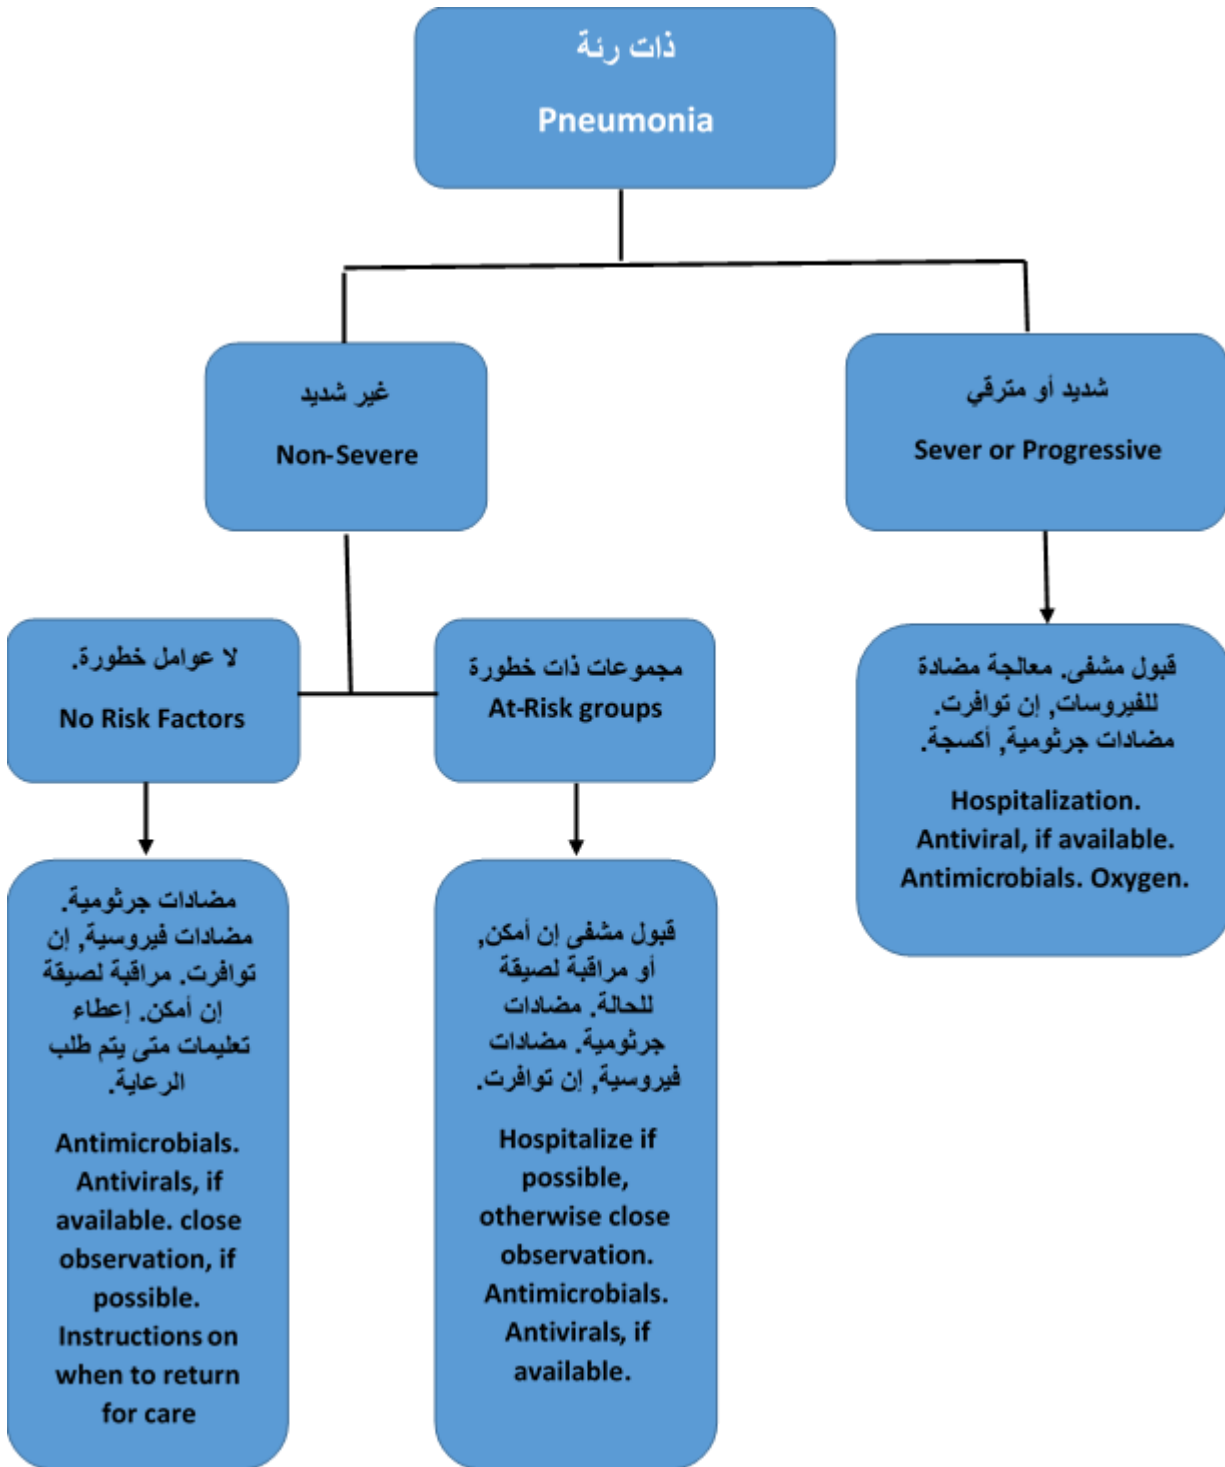 ذات رئة
Pneumonia
غير شديد
Non-Severe
شديد أو مترقي
Sever or Progressive
لا عوامل خطورة.
No Risk Factors
مجموعات ذات خطورة
At-Risk groups
قبول مشفى. معالجة مضادة
للفيروسات, إن توافرت.
مضادات جرثومية, أكسجة.
Hospitalization.
Antiviral, if available.
Antimicrobials. Oxygen.
مضادات جرثومية.
مضادات فيروسية, إن
توافرت. مراقبة لصيقة
إن أمكن. إعطاء
تعليمات متى يتم طلب
الرعاية.
Antimicrobials.
Antivirals, if
available. close
observation, if
possible.
Instructions on
when to return
for care
قبول مشفى إن أمكن,
أو مراقبة لصيقة
للحالة. مضادات
جرثومية. مضادات
فيروسية, إن توافرت.
Hospitalize if
possible,
otherwise close
observation.
Antimicrobials.
Antivirals, if
available.